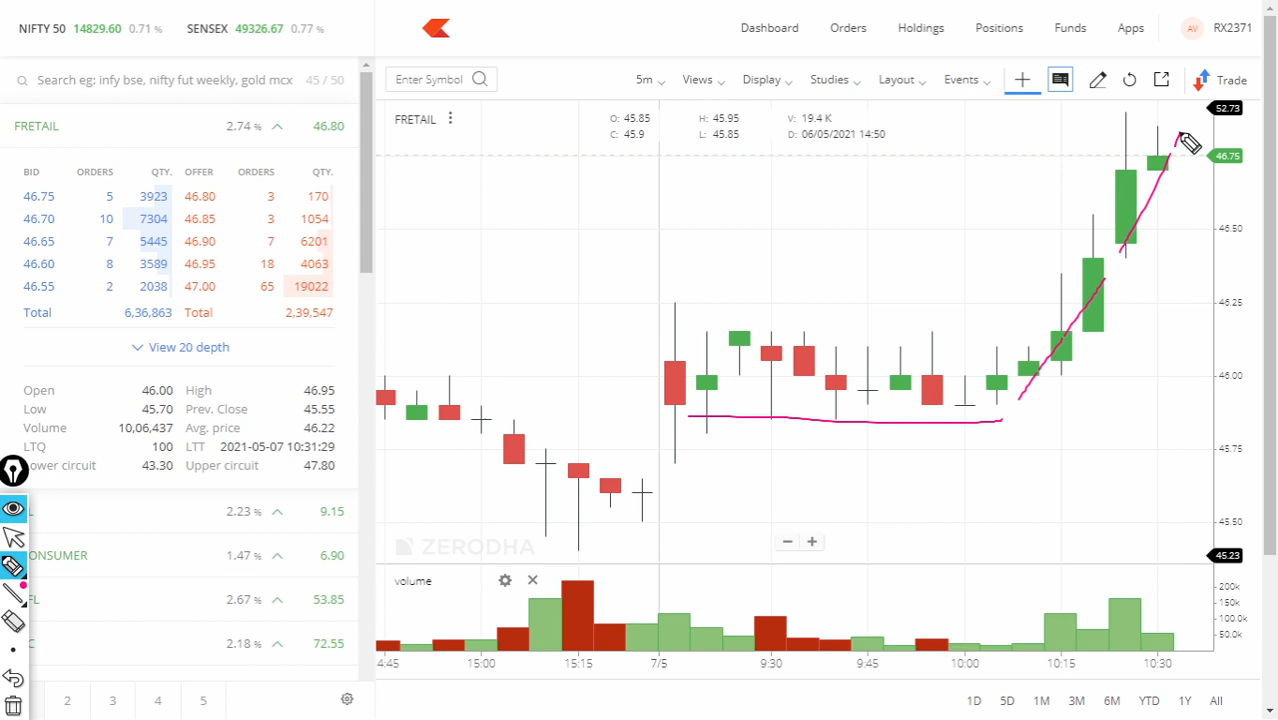 NIFTY 50 14829.60 0.71 % SENSEX 49326.67 0.77 %
Dashboard Orders Holdings Positions Funds Apps AV RX2371
Search eg: infy bse, nifty fut weekly, gold mcx 45 / 50
Enter Symbol 5m Views Display Studies Layout Events Trade
FRETAIL 2.74 % 46.80
BID ORDERS QTY. OFFER ORDERS QTY.
46.75 5 3923 46.80 3 170
46.70 10 7304 46.85 3 1054
46.65 7 5445 46.90 7 6201
46.60 8 3589 46.95 18 4063
46.55 2 2038 47.00 65 19022
Total 6,36,863 Total 2,39,547
View 20 depth
Open 46.00 High 46.95
Low 45.70 Prev. Close 45.55
Volume 10,06,437 Avg. price 46.22
LTQ 100 LTT 2021-05-07 10:31:29
ower circuit 43.30 Upper circuit 47.80
L 2.23 % 9.15
ONSUMER 1.47 % 6.90
FL 2.67 % 53.85
C 2.18 % 72.55
2 3 4 5
FRETAIL
O: 45.85 H: 45.95 V: 19.4 K
C: 45.9 L: 45.85 D: 06/05/2021 14:50
52.73
46.75
46.50
46.25
46.00
45.75
45.50
45.23
ZERODHA
volume
200k
150k
100.0k
50.0k
4:45 15:00 15:15 7/5 9:30 9:45 10:00 10:15 10:30
1D 5D 1M 3M 6M YTD 1Y All